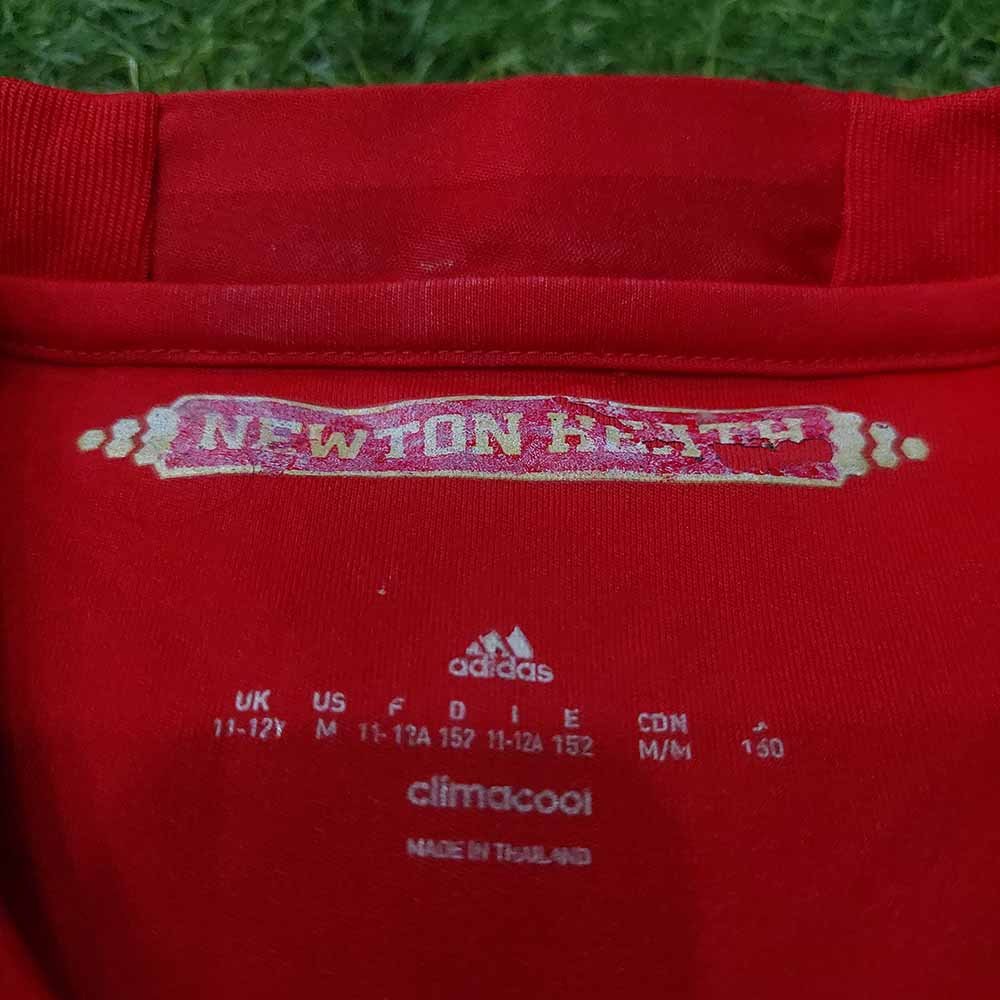 NEWTON HEATH
adidas
UK US F D I E CDN J
11-12Y M 11-12A 152 11-12A 152 M/M 160
climacool
MADE IN THAILAND